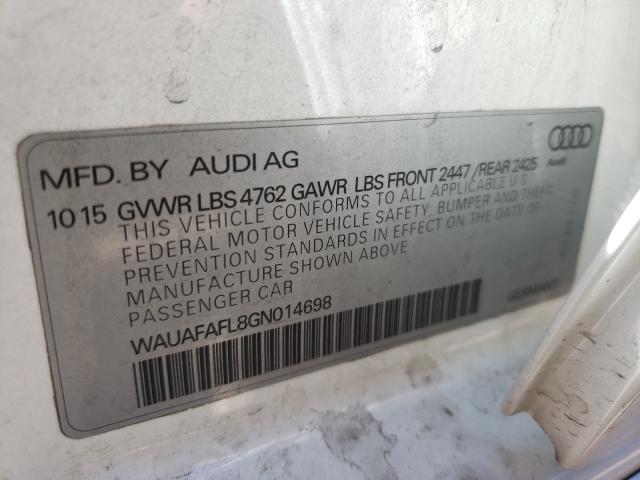 MFD. BY AUDI AG
Audi
10 15 GVWR LBS 4762 GAWR LBS FRONT 2447 / REAR 2425
THIS VEHICLE CONFORMS TO ALL APPLICABLE U.S.
FEDERAL MOTOR VEHICLE SAFETY, BUMPER AND THEFT
PREVENTION STANDARDS IN EFFECT ON THE DATE OF
MANUFACTURE SHOWN ABOVE
PASSENGER CAR
GERMANY
WAUAFAFL8GN014698